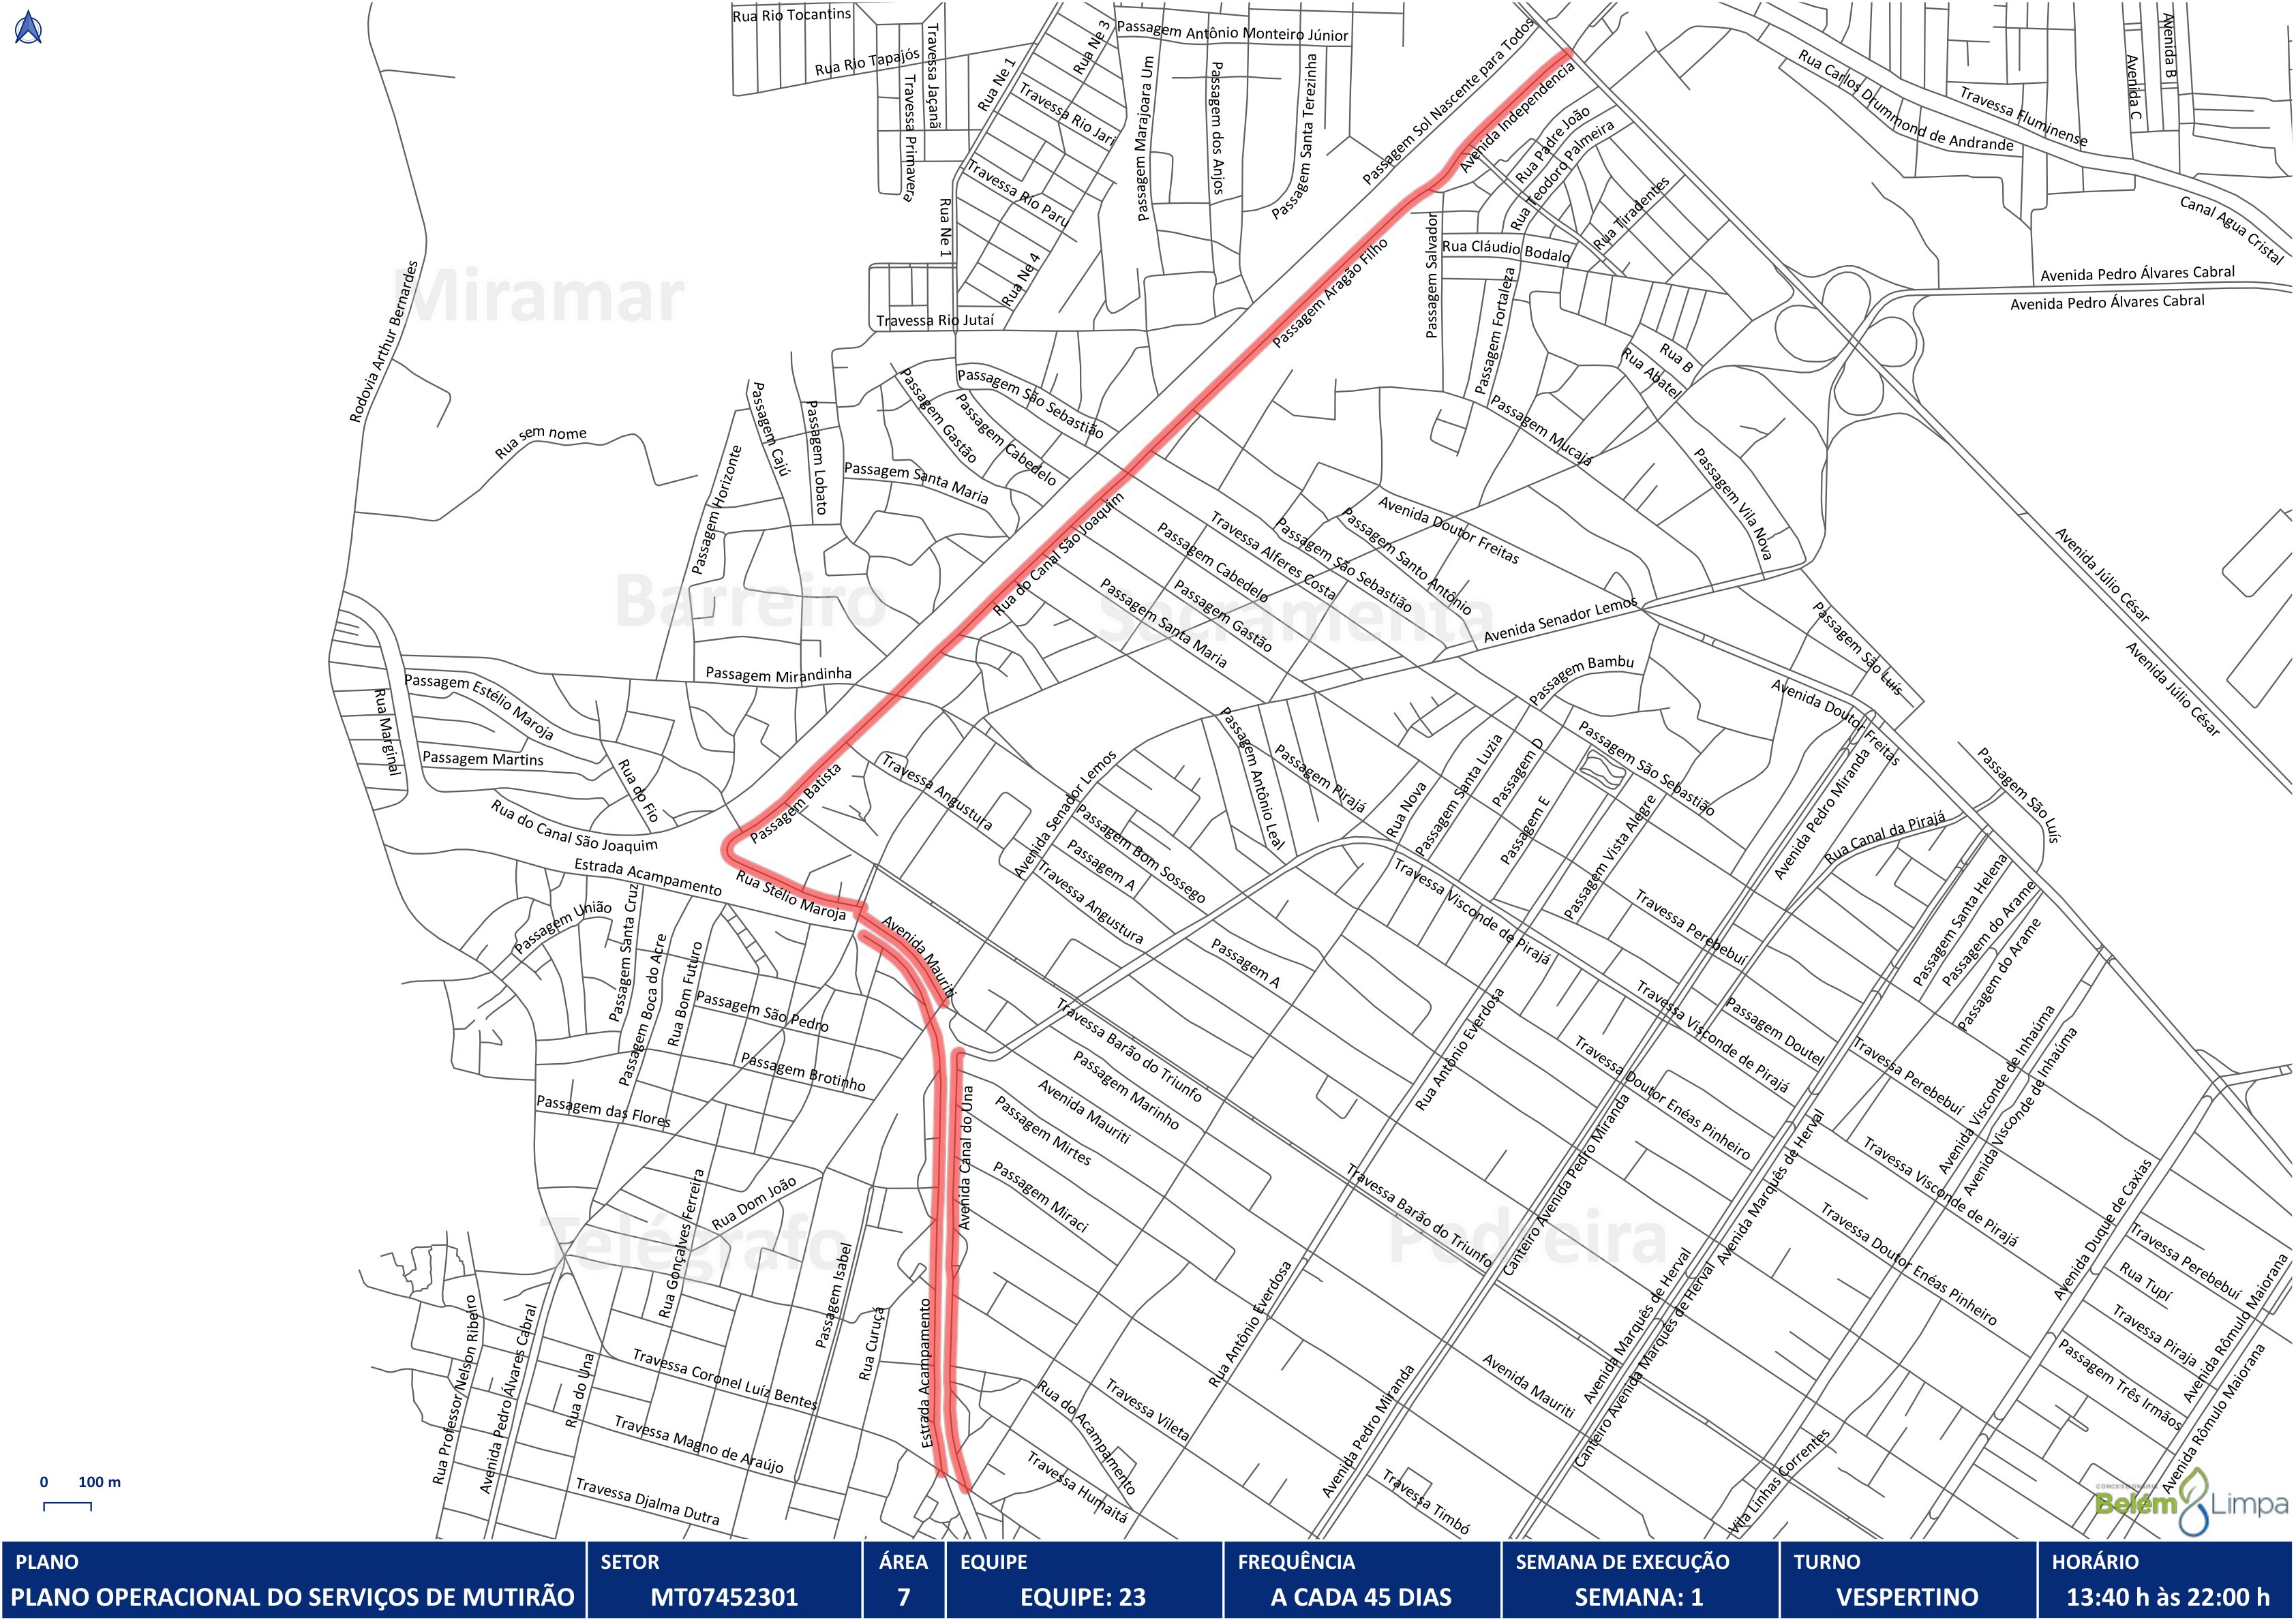 Rua Rio Tocantins
Rua Rio Tapajós
Travessa Jaçanã
Travessa Primavera
Rua Ne 1
Rua Ne 3
Travessa Rio Jari
Travessa Rio Paru
Rua Ne 1
Rua Ne 4
Travessa Rio Jutaí
Passagem Antônio Monteiro Júnior
Passagem Marajoara Um
Passagem dos Anjos
Passagem Santa Terezinha
Passagem Sol Nascente para Todos
Avenida Independencia
Rua Padre João
Rua Teodoro Palmeira
Rua Tiradentes
Rua Cláudio Bodalo
Passagem Salvador
Passagem Fortaleza
Passagem Aragão Filho
Rua Carlos Drummond de Andrande
Travessa Fluminense
Avenida C
Avenida B
Canal Agua Cristal
Avenida Pedro Álvares Cabral
Avenida Pedro Álvares Cabral
Miramar
Rodovia Arthur Bernardes
Rua sem nome
Rua B
Rua Abatel
Passagem Mucajá
Passagem Vila Nova
Passagem São Sebastião
Passagem Gastão
Passagem Cabedelo
Passagem Cajú
Passagem Lobato
Passagem Horizonte
Passagem Santa Maria
Rua do Canal São Joaquim
Barreiro
Sacramenta
Travessa Alferes Costa
Passagem Cabedelo
Passagem São Sebastião
Passagem Santo Antônio
Avenida Doutor Freitas
Passagem Gastão
Passagem Santa Maria
Avenida Senador Lemos
Avenida Júlio César
Avenida Júlio César
Passagem São Luís
Passagem Bambu
Avenida Doutor Freitas
Passagem Mirandinha
Passagem Estélio Maroja
Rua Marginal
Passagem Martins
Rua do Fio
Rua do Canal São Joaquim
Passagem Batista
Travessa Angustura
Avenida Senador Lemos
Passagem Antônio Leal
Passagem Pirajá
Rua Nova
Passagem Santa Luzia
Passagem D
Passagem E
Passagem São Sebastião
Passagem Vista Alegre
Avenida Pedro Miranda
Rua Canal da Pirajá
Passagem São Luís
Estrada Acampamento
Rua Stélio Maroja
Passagem Bom Sossego
Passagem A
Travessa Angustura
Passagem A
Travessa Visconde de Pirajá
Travessa Perebebuí
Passagem Santa Helena
Passagem do Arame
Passagem do Arame
Passagem União
Passagem Santa Cruz
Passagem Boca do Acre
Rua Bom Futuro
Avenida Mauriti
Passagem São Pedro
Passagem Brotinho
Passagem das Flores
Travessa Barão do Triunfo
Passagem Marinho
Avenida Mauriti
Passagem Mirtes
Passagem Miraci
Avenida Canal do Una
Rua Antônio Everdosa
Travessa Visconde de Pirajá
Passagem Doutel
Travessa Doutor Enéas Pinheiro
Travessa Perebebuí
Avenida Visconde de Inhaúma
Avenida Visconde de Inhaúma
Canteiro Avenida Pedro Miranda
Avenida Marquês de Herval
Travessa Visconde de Pirajá
Travessa Barão do Triunfo
Travessa Doutor Enéas Pinheiro
Avenida Duque de Caxias
Travessa Perebebuí
Rua Tupí
Travessa Piraja
Passagem Três Irmãos
Avenida Rômulo Maiorana
Avenida Rômulo Maiorana
Telégrafo
Pedreira
Rua Dom João
Rua Gonçalves Ferreira
Passagem Isabel
Rua Curuçá
Estrada Acampamento
Rua Professor Nelson Ribeiro
Avenida Pedro Álvares Cabral
Rua do Una
Travessa Coronel Luíz Bentes
Travessa Magno de Araújo
Travessa Djalma Dutra
Rua do Acampamento
Travessa Vileta
Travessa Humaitá
Rua Antônio Everdosa
Avenida Pedro Miranda
Travessa Timbó
Avenida Mauriti
Avenida Marquês de Herval
Canteiro Avenida Marquês de Herval
Vila Linhas Correntes
0 100 m
CONCESSIONÁRIA
Belém Limpa
PLANO
PLANO OPERACIONAL DO SERVIÇOS DE MUTIRÃO
SETOR
MT07452301
ÁREA
7
EQUIPE
EQUIPE: 23
FREQUÊNCIA
A CADA 45 DIAS
SEMANA DE EXECUÇÃO
SEMANA: 1
TURNO
VESPERTINO
HORÁRIO
13:40 h às 22:00 h